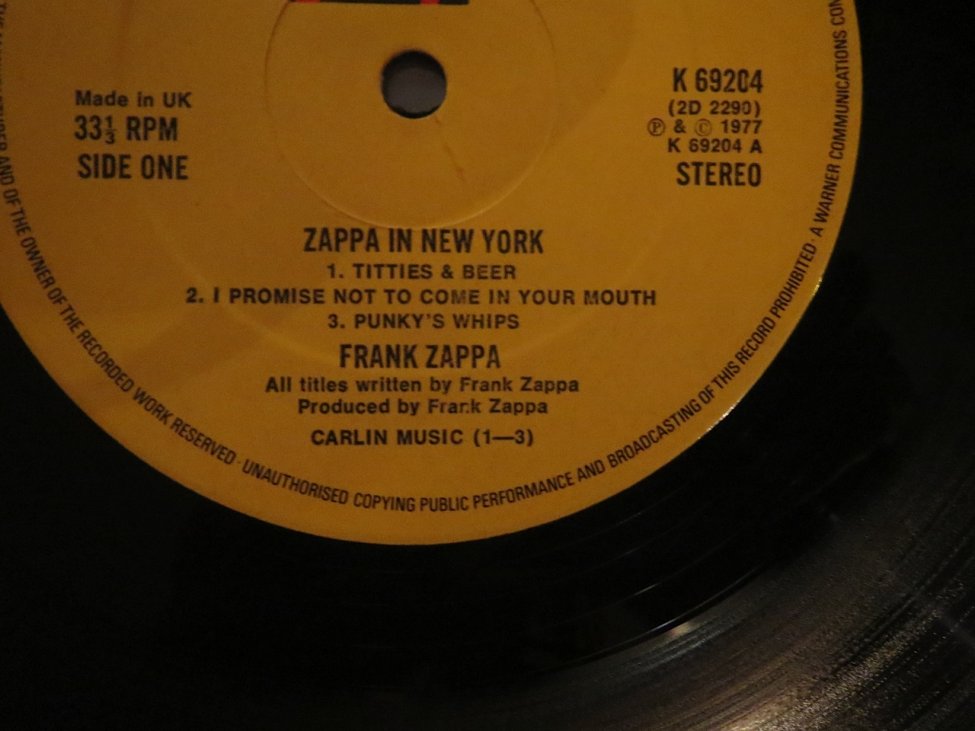 Made in UK
33⅓ RPM
SIDE ONE
K 69204
(2D 2290)
Ⓟ & © 1977
K 69204 A
STEREO
ZAPPA IN NEW YORK
1. TITTIES & BEER
2. I PROMISE NOT TO COME IN YOUR MOUTH
3. PUNKY'S WHIPS
FRANK ZAPPA
All titles written by Frank Zappa
Produced by Frank Zappa
CARLIN MUSIC (1—3)
AND OF THE OWNER OF THE RECORDED WORK RESERVED · UNAUTHORISED COPYING PUBLIC PERFORMANCE AND BROADCASTING OF THIS RECORD PROHIBITED · A WARNER COMMUNICATIONS